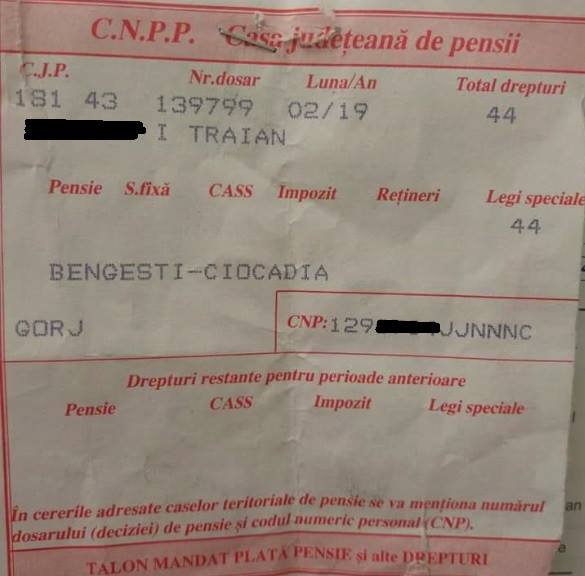 C.N.P.P. Casa județeană de pensii
C.J.P. Nr.dosar Luna/An Total drepturi
181 43 139799 02/19 44
I TRAIAN
Pensie S.fixă CASS Impozit Rețineri Legi speciale
44
BENGESTI-CIOCADIA
GORJ CNP: 129 JJNNNC
Drepturi restante pentru perioade anterioare
Pensie CASS Impozit Legi speciale
În cererile adresate caselor teritoriale de pensie se va menționa numărul
dosarului (deciziei) de pensie și codul numeric personal (CNP).
TALON MANDAT PLATĂ PENSIE și alte DREPTURI